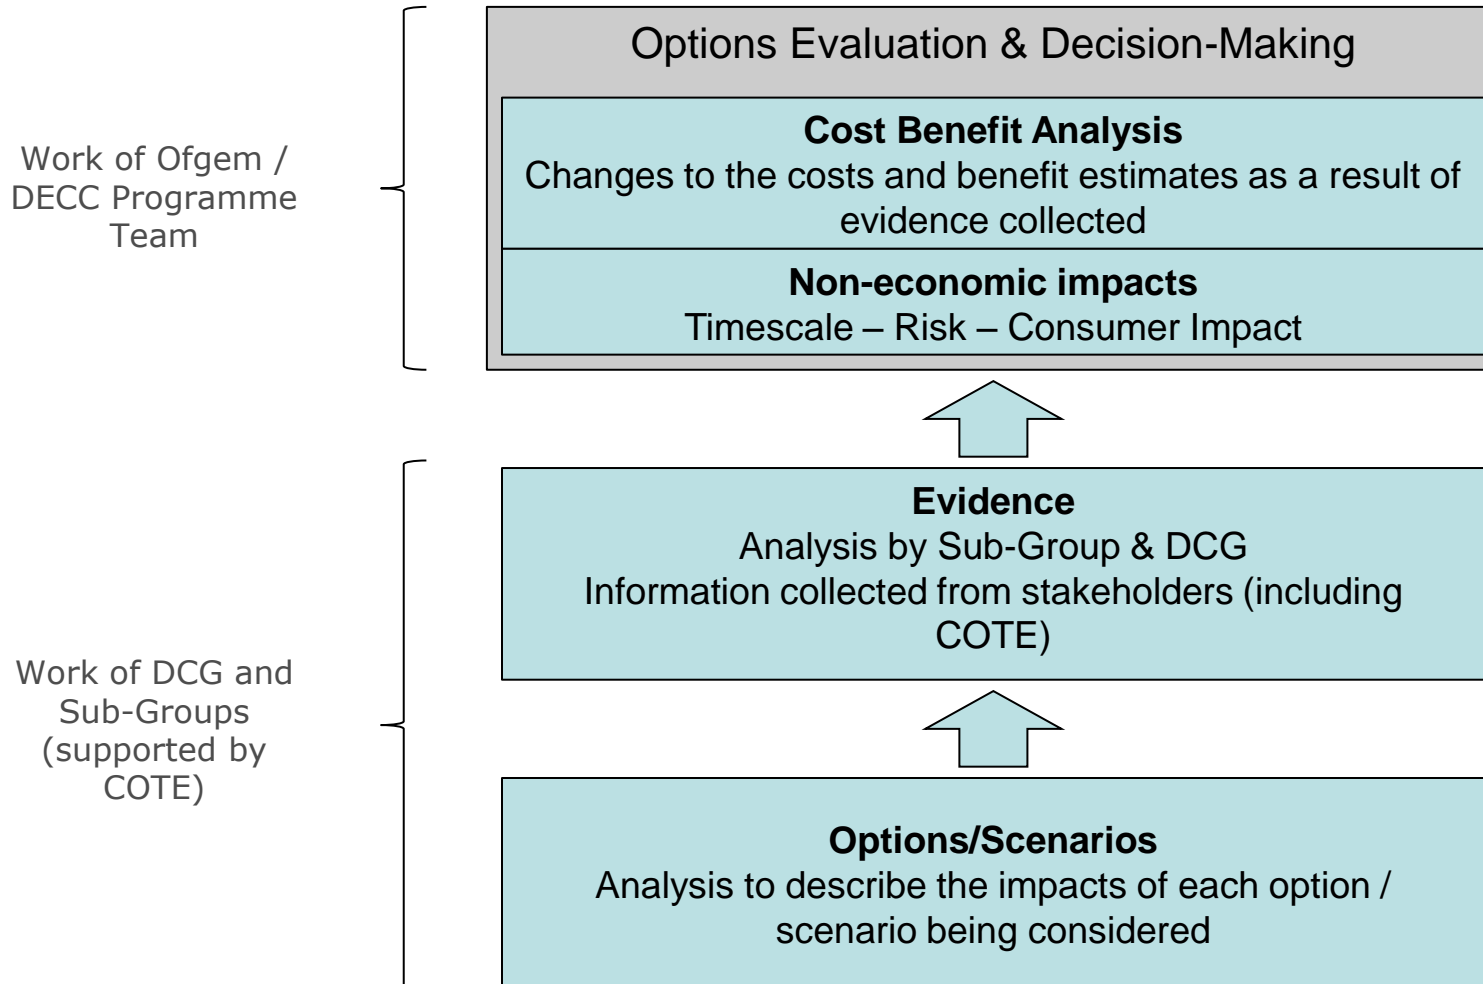 Options Evaluation & Decision-Making
Work of Ofgem /
DECC Programme
Team
Cost Benefit Analysis
Changes to the costs and benefit estimates as a result of
evidence collected
Non-economic impacts
Timescale – Risk – Consumer Impact
Work of DCG and
Sub-Groups
(supported by
COTE)
Evidence
Analysis by Sub-Group & DCG
Information collected from stakeholders (including
COTE)
Options/Scenarios
Analysis to describe the impacts of each option /
scenario being considered